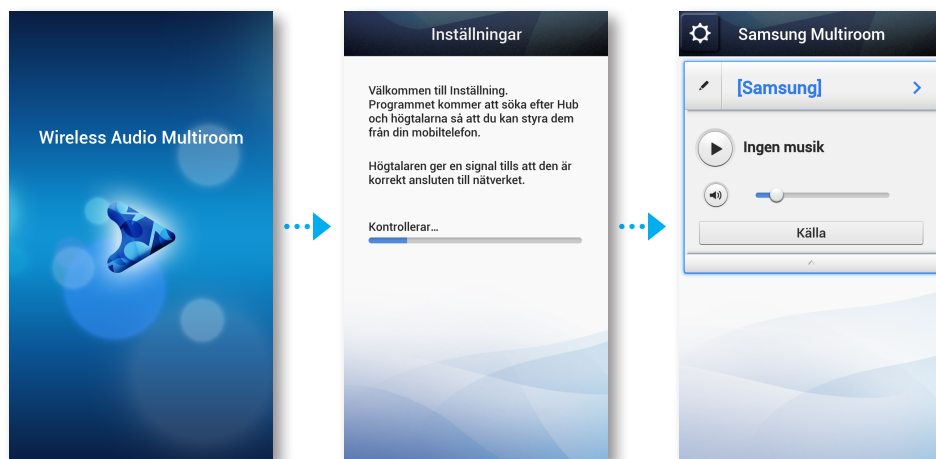 Wireless Audio Multiroom
Inställningar
Välkommen till Inställning.
Programmet kommer att söka efter Hub
och högtalarna så att du kan styra dem
från din mobiltelefon.
Högtalaren ger en signal tills att den är
korrekt ansluten till nätverket.
Kontrollerar...
Samsung Multiroom
[Samsung]
Ingen musik
Källa